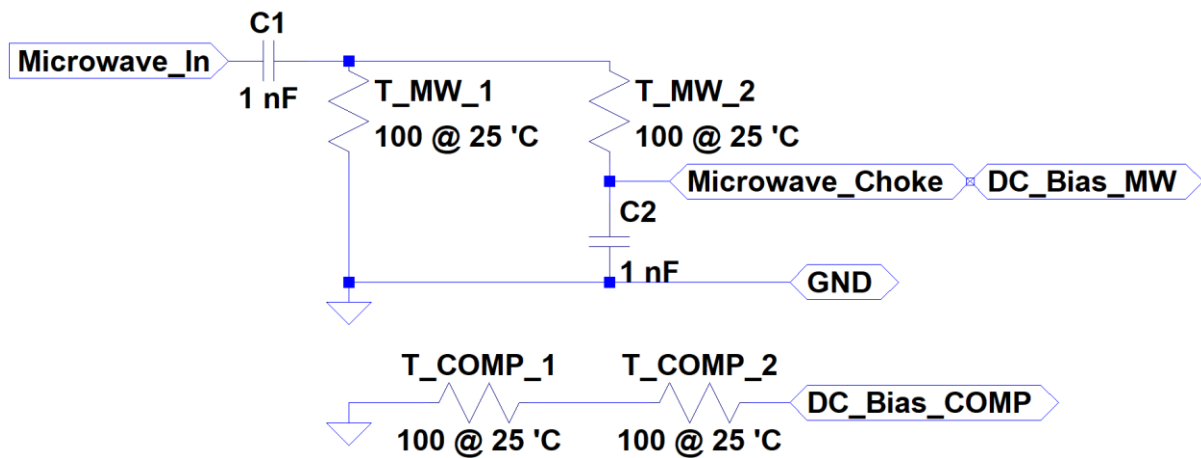 C1
Microwave_In
1 nF
T_MW_1
100 @ 25 'C
T_MW_2
100 @ 25 'C
Microwave_Choke
DC_Bias_MW
C2
1 nF
GND
T_COMP_1
100 @ 25 'C
T_COMP_2
100 @ 25 'C
DC_Bias_COMP